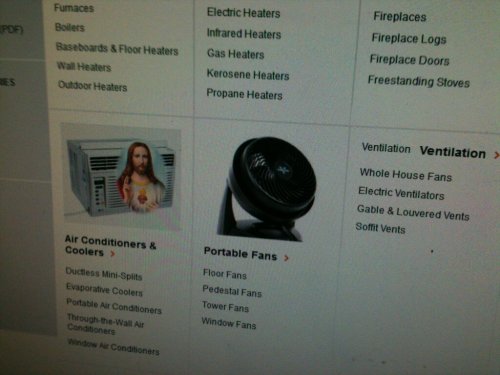 (PDF)
IES
Furnaces
Boilers
Baseboards & Floor Heaters
Wall Heaters
Outdoor Heaters
Electric Heaters
Infrared Heaters
Gas Heaters
Kerosene Heaters
Propane Heaters
Fireplaces
Fireplace Logs
Fireplace Doors
Freestanding Stoves
Air Conditioners &
Coolers >
Ductless Mini-Splits
Evaporative Coolers
Portable Air Conditioners
Through-the-Wall Air
Conditioners
Window Air Conditioners
Portable Fans >
Floor Fans
Pedestal Fans
Tower Fans
Window Fans
Ventilation Ventilation >
Whole House Fans
Electric Ventilators
Gable & Louvered Vents
Soffit Vents